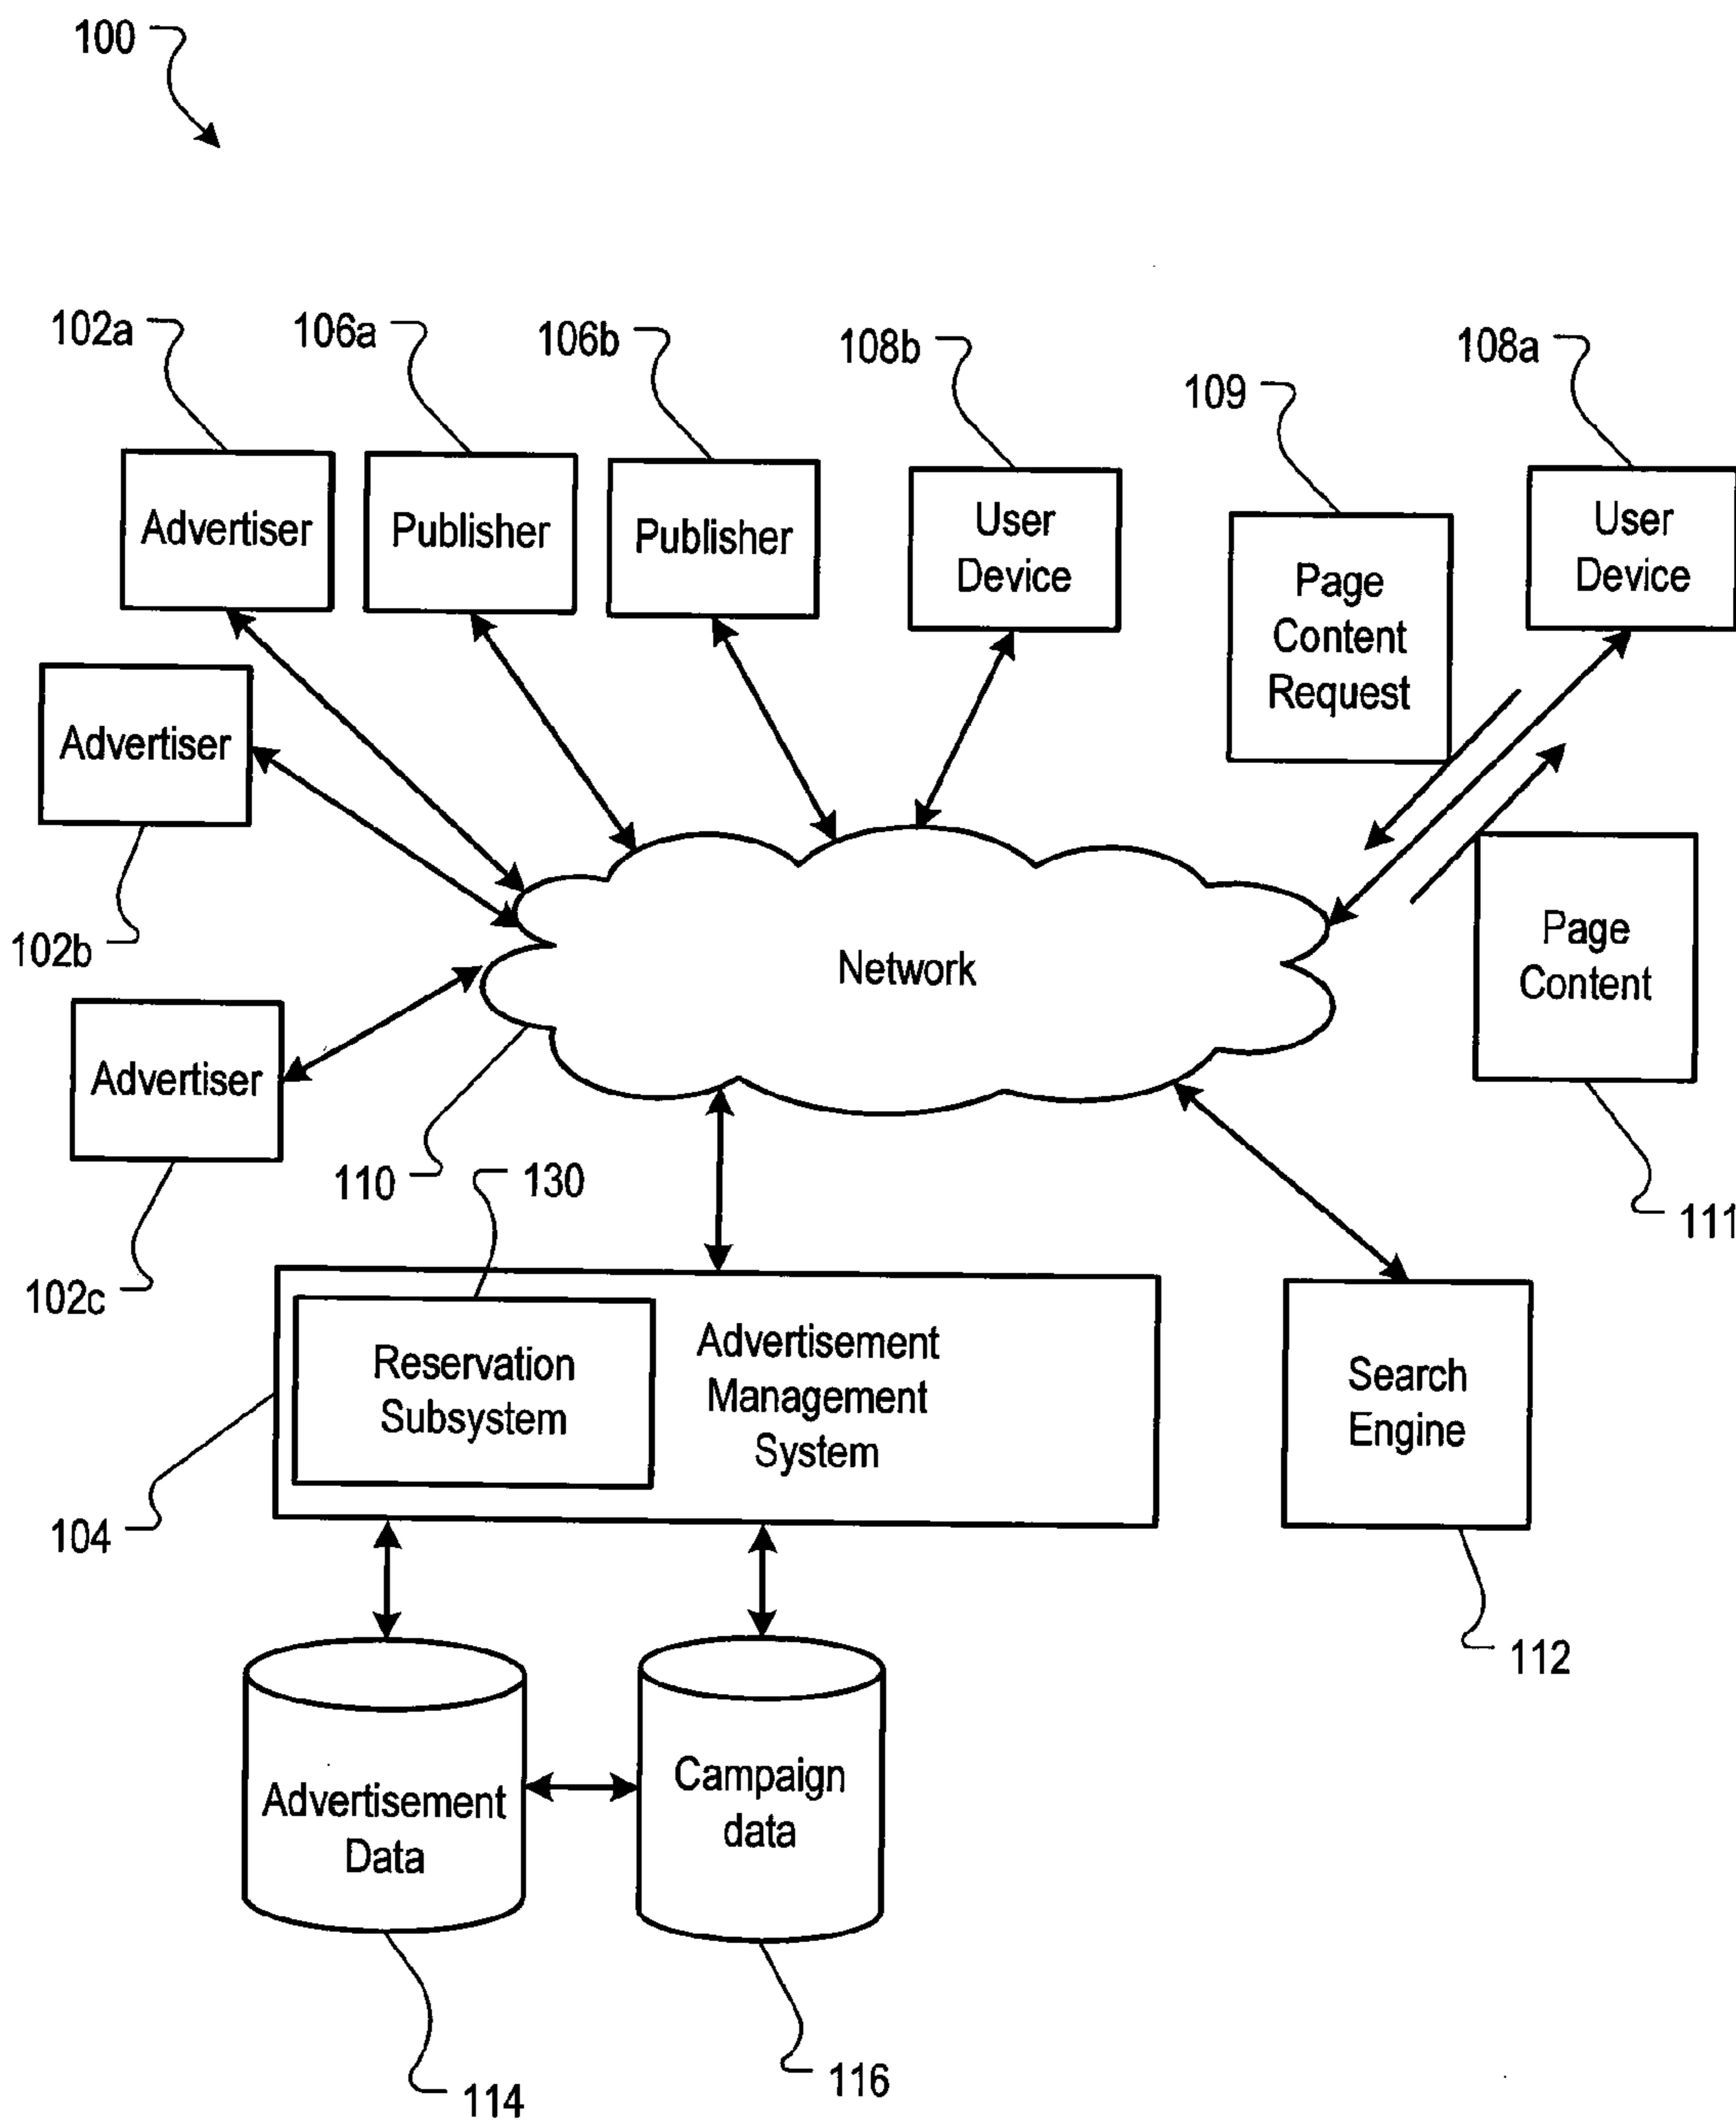 100
102a
106a
106b
108b
109
108a
Advertiser
Publisher
Publisher
User
Device
Page
Content
Request
User
Device
Advertiser
102b
Network
Page
Content
Advertiser
102c
110
130
111
Reservation
Subsystem
Advertisement
Management
System
Search
Engine
104
112
Advertisement
Data
Campaign
data
114
116